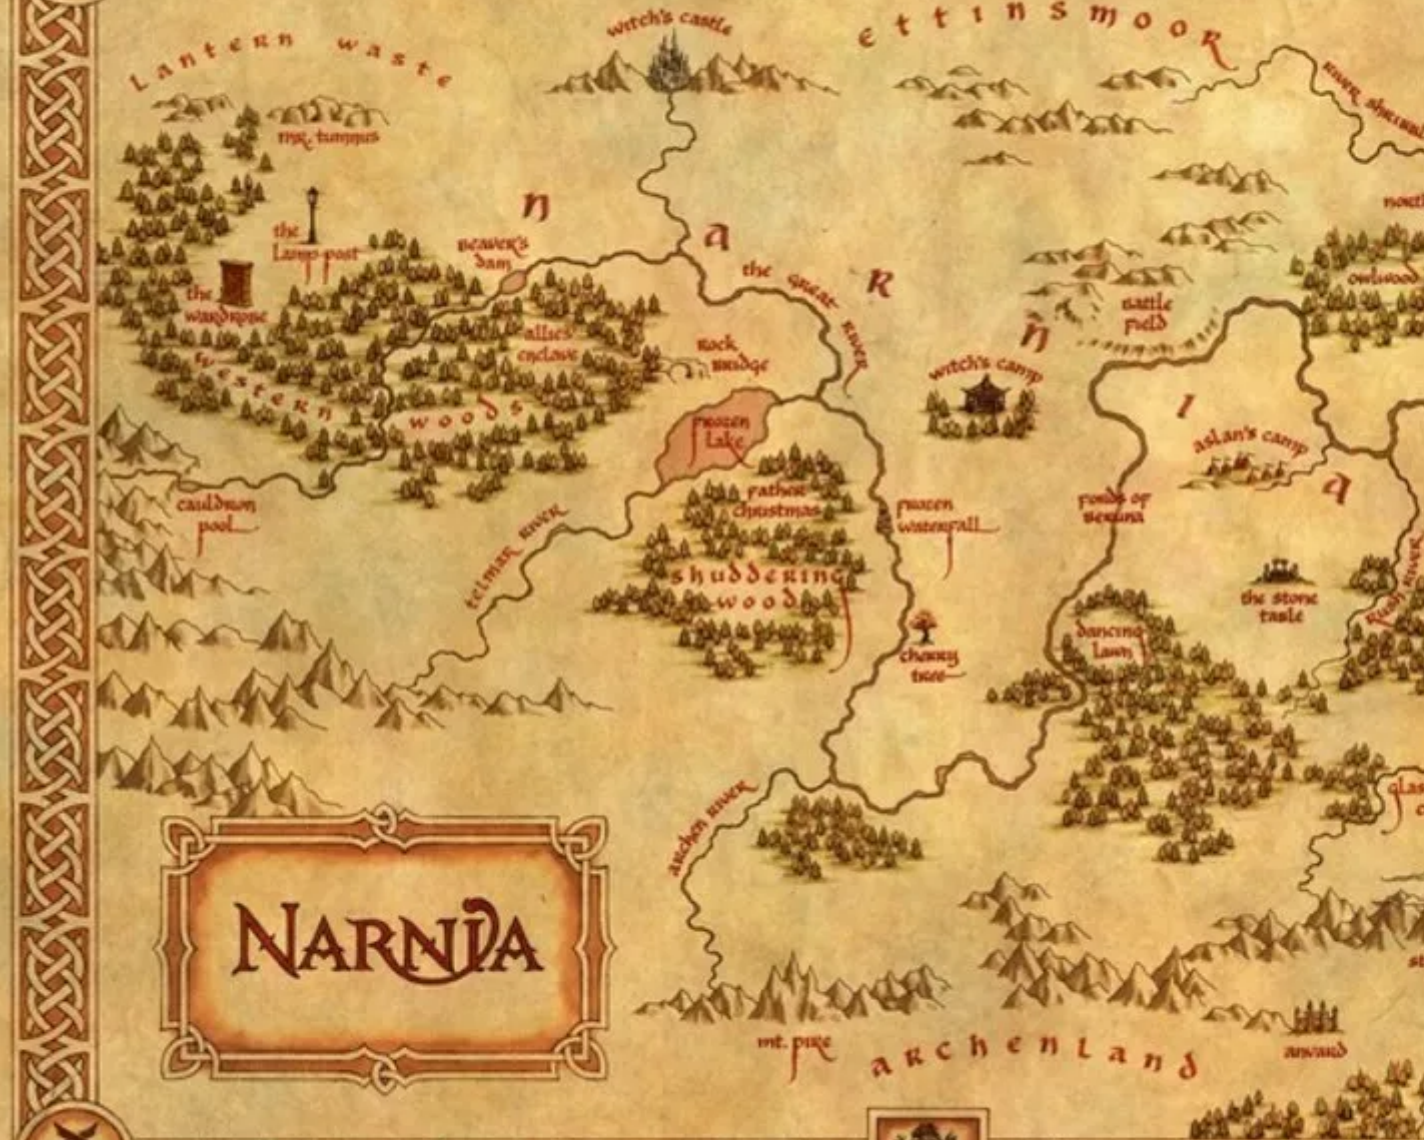 Lantern waste
witch's castle
ettinsmoor
mr. tumnus
the
Lamp-post
the
wardrobe
Beaver's
dam
n
a
r
n
i
a
the great river
Battle
field
allies
enclave
Rock
Bridge
witch's camp
western woods
frozen
Lake
aslan's camp
cauldron
pool
father
christmas
frozen
waterfall
fords of
Beruna
telmar river
shuddering
wood
the stone
table
cherry
tree
dancing
Lawn
archen river
NARNIA
mt. pire
archenland
anvard